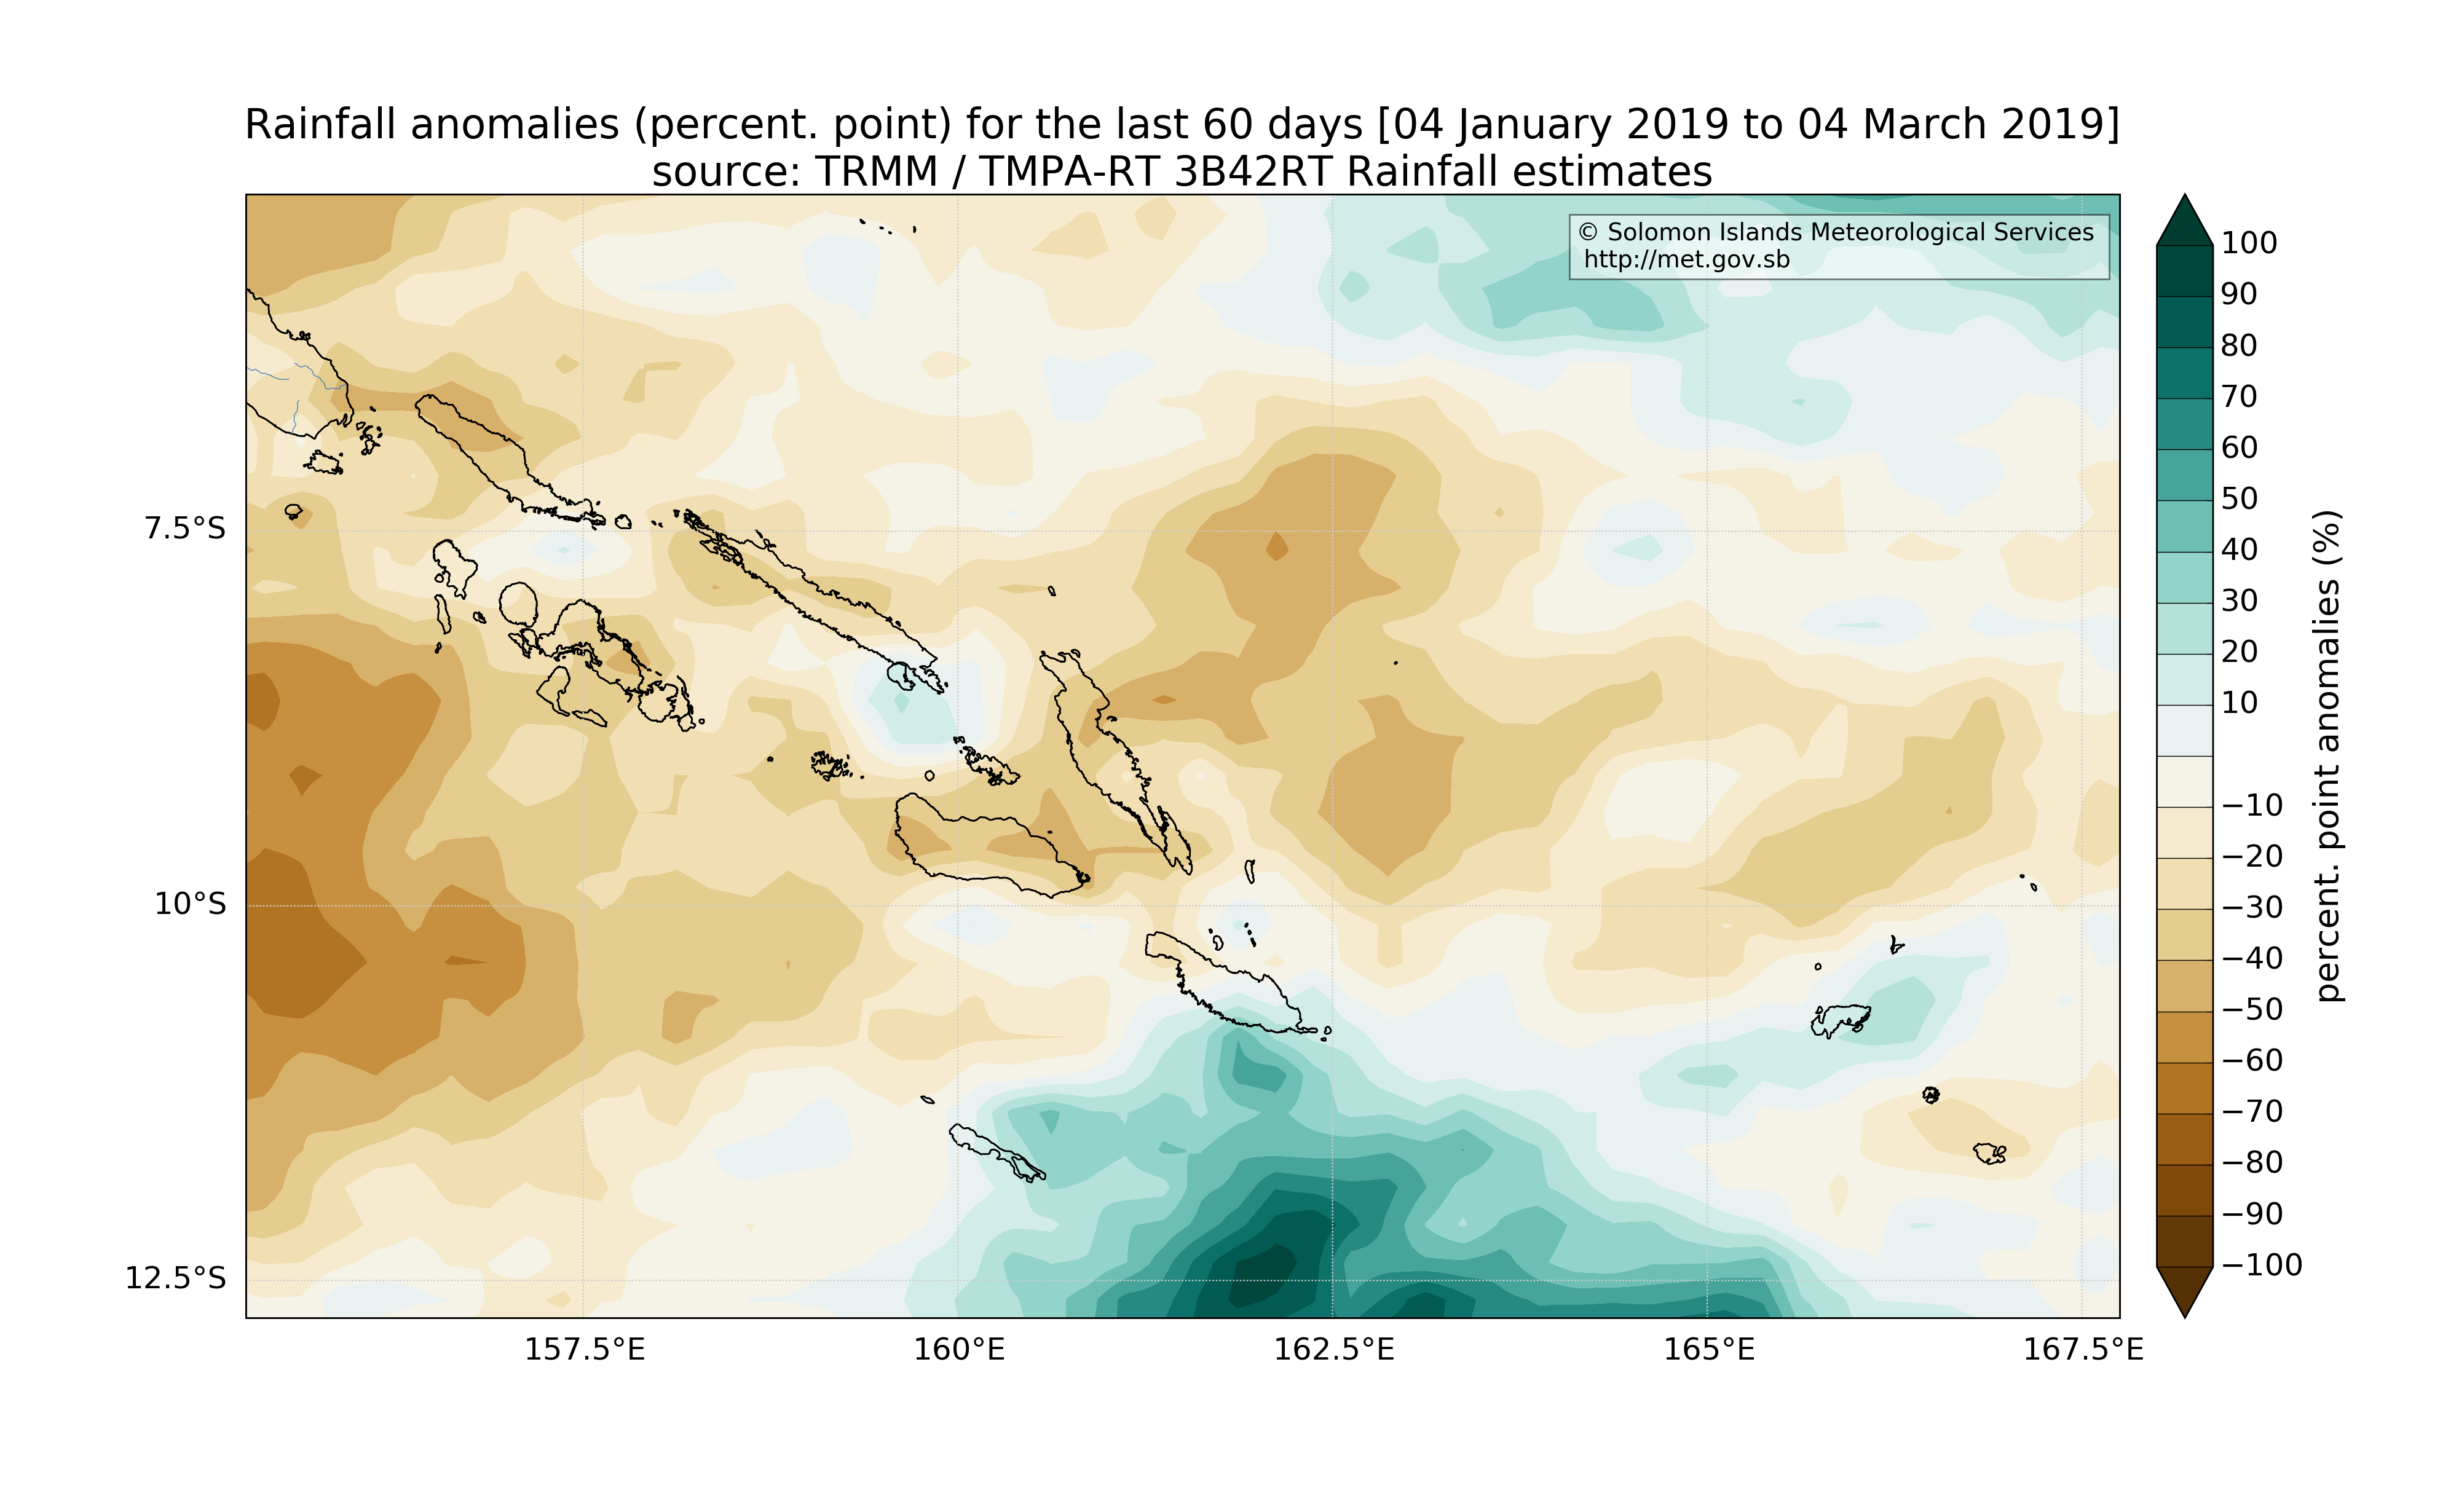 Rainfall anomalies (percent. point) for the last 60 days [04 January 2019 to 04 March 2019]
source: TRMM / TMPA-RT 3B42RT Rainfall estimates
© Solomon Islands Meteorological Services
http://met.gov.sb
7.5°S
10°S
12.5°S
157.5°E
160°E
162.5°E
165°E
167.5°E
100
90
80
70
60
50
40
30
20
10
−10
−20
−30
−40
−50
−60
−70
−80
−90
−100
percent. point anomalies (%)